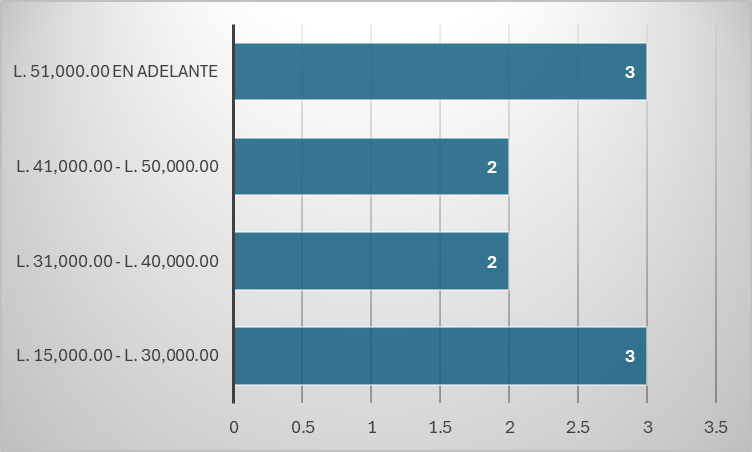 L. 51,000.00 EN ADELANTE
3
L. 41,000.00 - L. 50,000.00
2
L. 31,000.00 - L. 40,000.00
2
L. 15,000.00 - L. 30,000.00
3
0 0.5 1 1.5 2 2.5 3 3.5